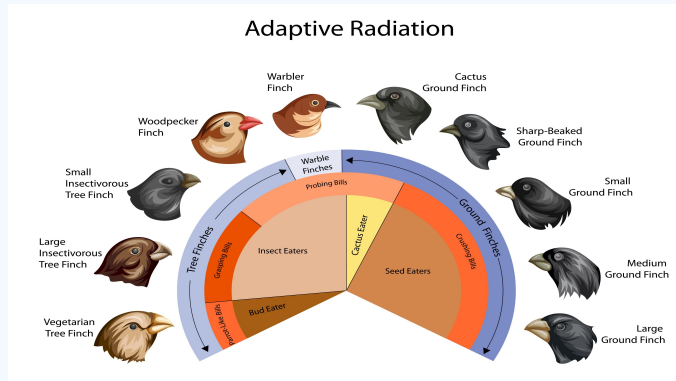 Adaptive Radiation
Warbler
Finch
Cactus
Ground Finch
Woodpecker
Finch
Sharp-Beaked
Ground Finch
Small
Insectivorous
Tree Finch
Small
Ground Finch
Large
Insectivorous
Tree Finch
Medium
Ground Finch
Vegetarian
Tree Finch
Large
Ground Finch
Warble
Finches
Tree Finches
Ground Finches
Probing Bills
Grasping Bills
Parrot-Like Bills
Crushing Bills
Insect Eaters
Cactus Eater
Seed Eaters
Bud Eater